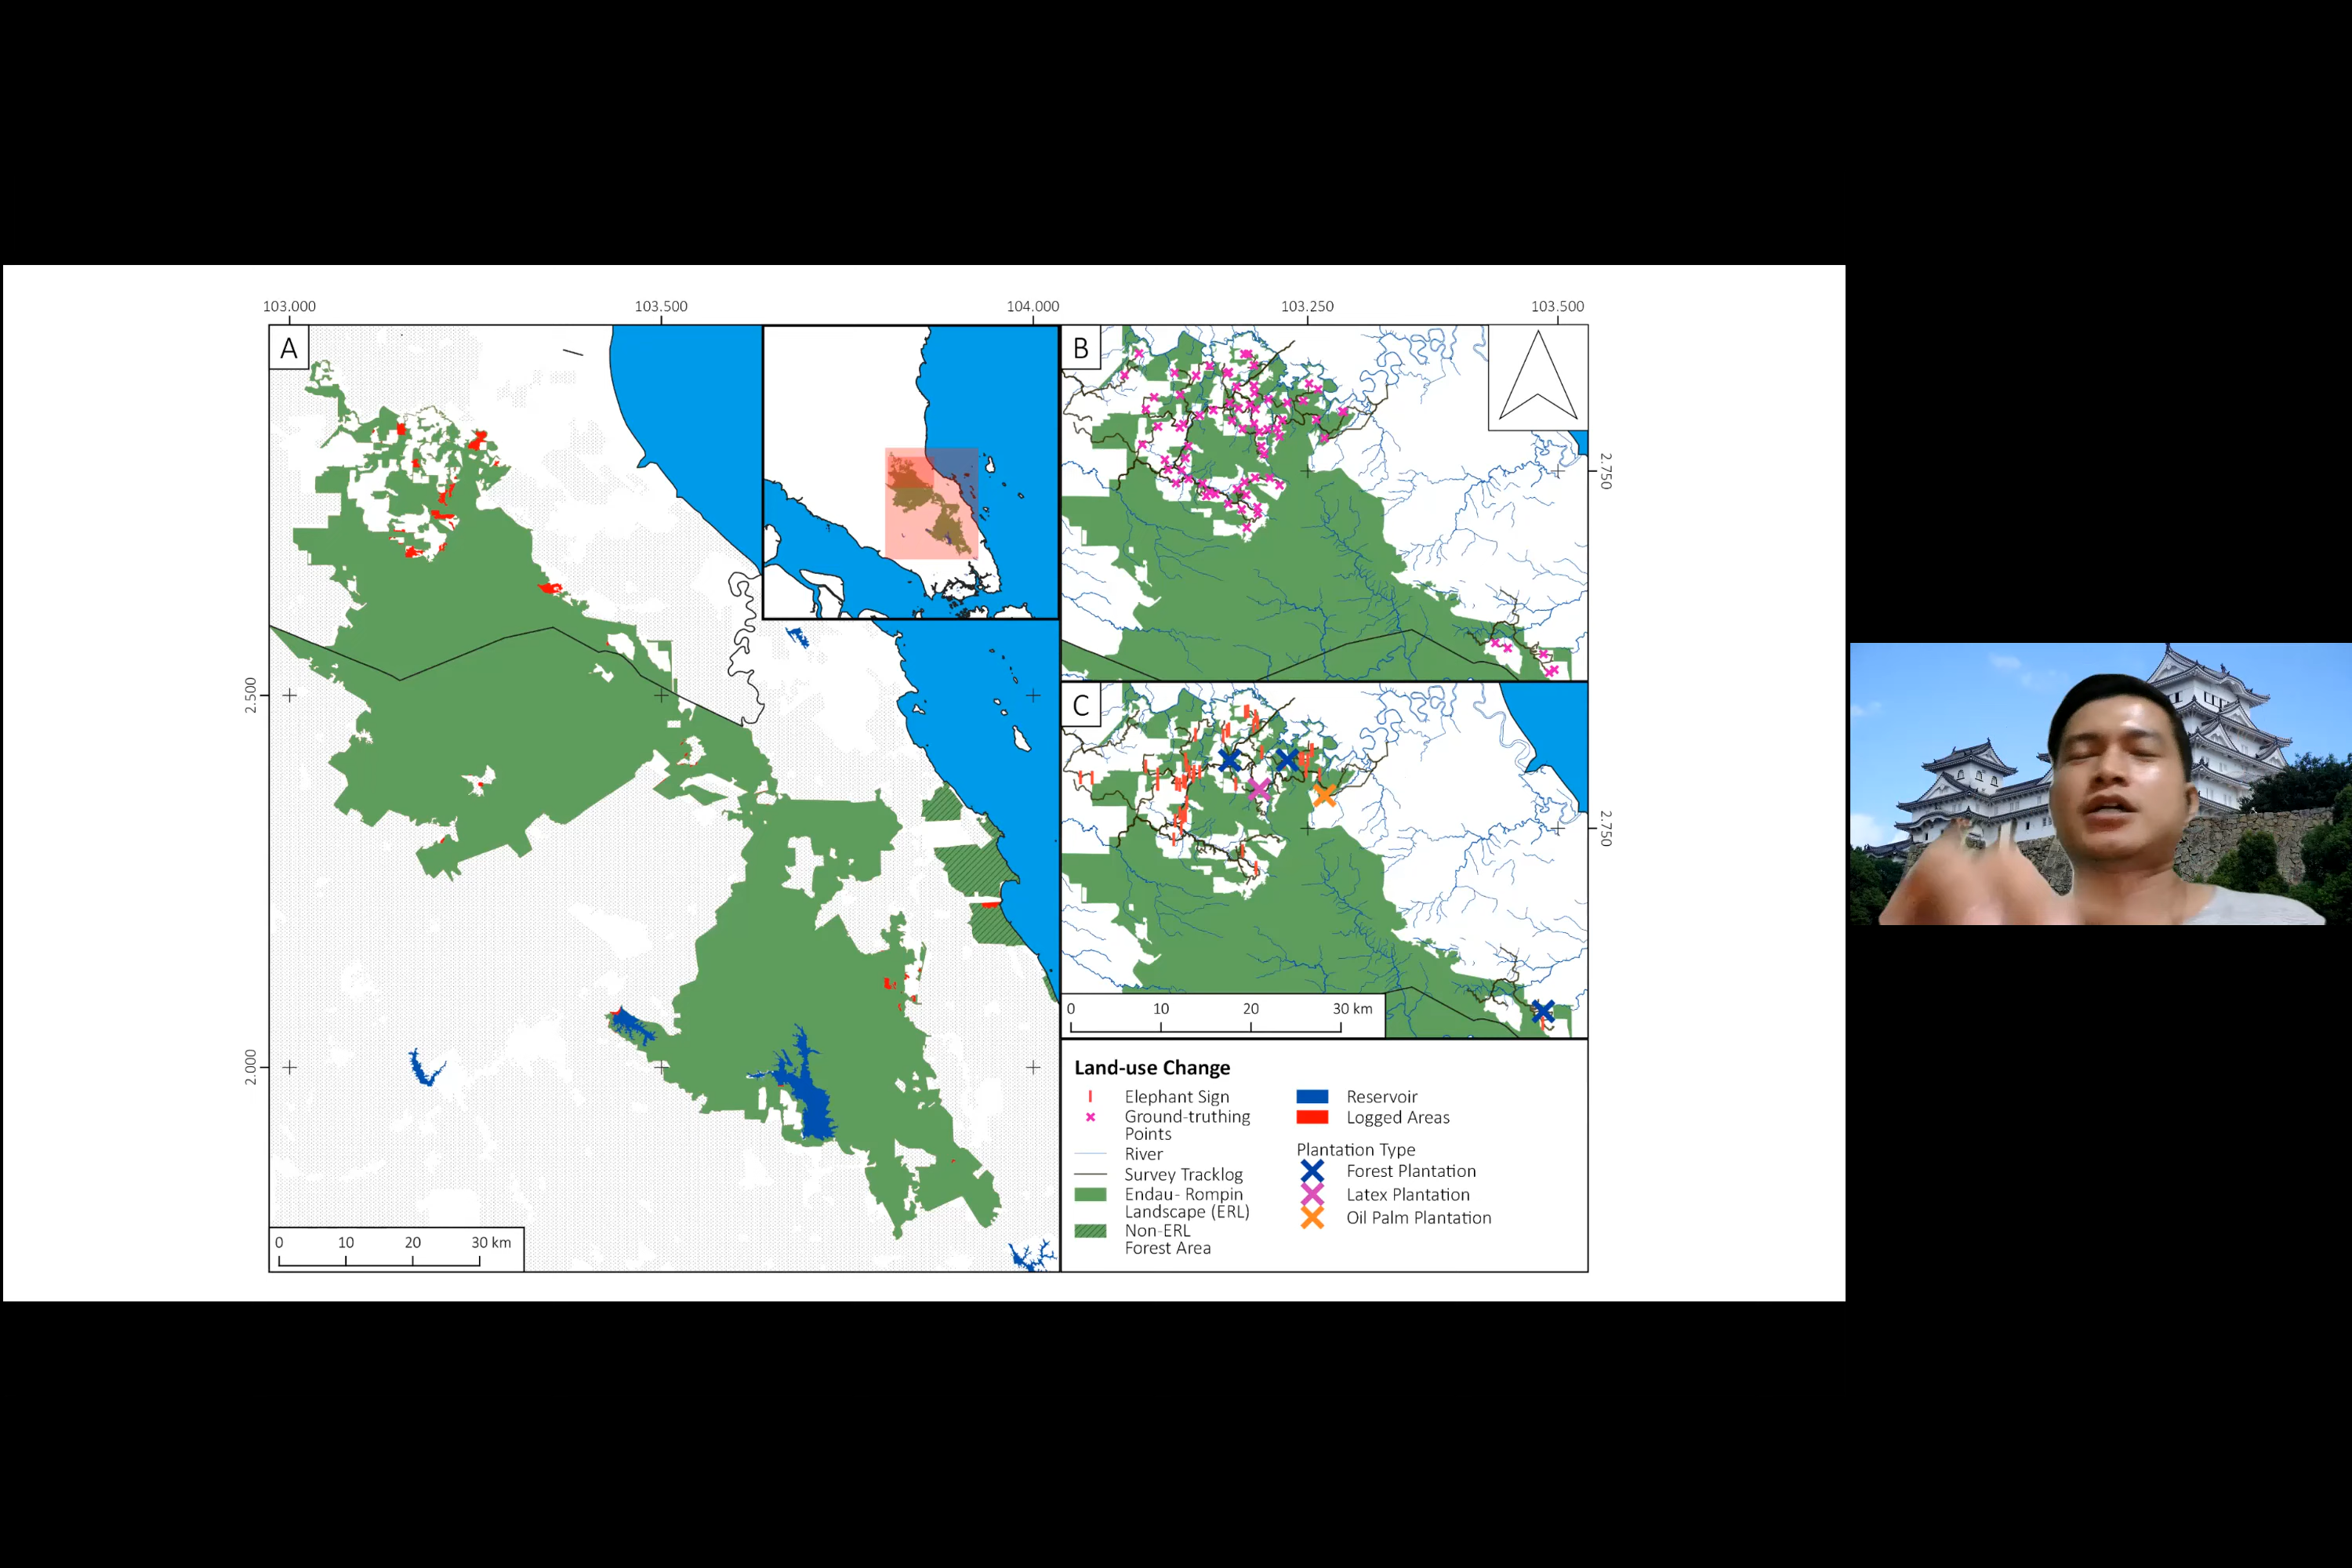 103.000
103.500
104.000
103.250
103.500
A
B
2.750
2.500
C
2.750
0 10 20 30 km
2.000
Land-use Change
Elephant Sign
Ground-truthing
Points
River
Survey Tracklog
Endau- Rompin
Landscape (ERL)
Non-ERL
Forest Area
Reservoir
Logged Areas
Plantation Type
Forest Plantation
Latex Plantation
Oil Palm Plantation
0 10 20 30 km